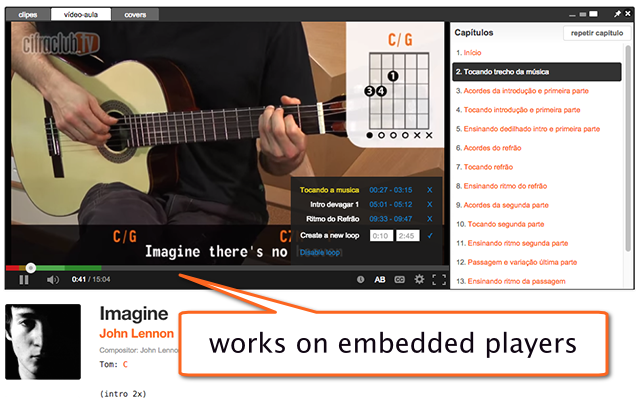 clipes
vídeo-aula
covers
cifraclub TV
C/G
1
3 4
Tocando a musica 00:27 - 03:15 X
Intro devagar 1 05:01 - 05:12 X
Ritmo do Refrão 09:33 - 09:47 X
Create a new loop 0:10 2:45 ✓
Disable loop
C/G
Imagine there's no
0:41 / 15:04
AB
CC
Capítulos
repetir capítulo
1. Início
2. Tocando trecho da música
3. Acordes da introdução e primeira parte
4. Tocando introdução e primeira parte
5. Ensinando dedilhado intro e primeira parte
6. Acordes do refrão
7. Tocando refrão
8. Ensinando ritmo do refrão
9. Acordes da segunda parte
10. Tocando segunda parte
11. Ensinando ritmo segunda parte
12. Passagem e variação última parte
13. Ensinando ritmo da passagem
works on embedded players
Imagine
John Lennon
Compositor: John Lenno
Tom: C
(intro 2x)